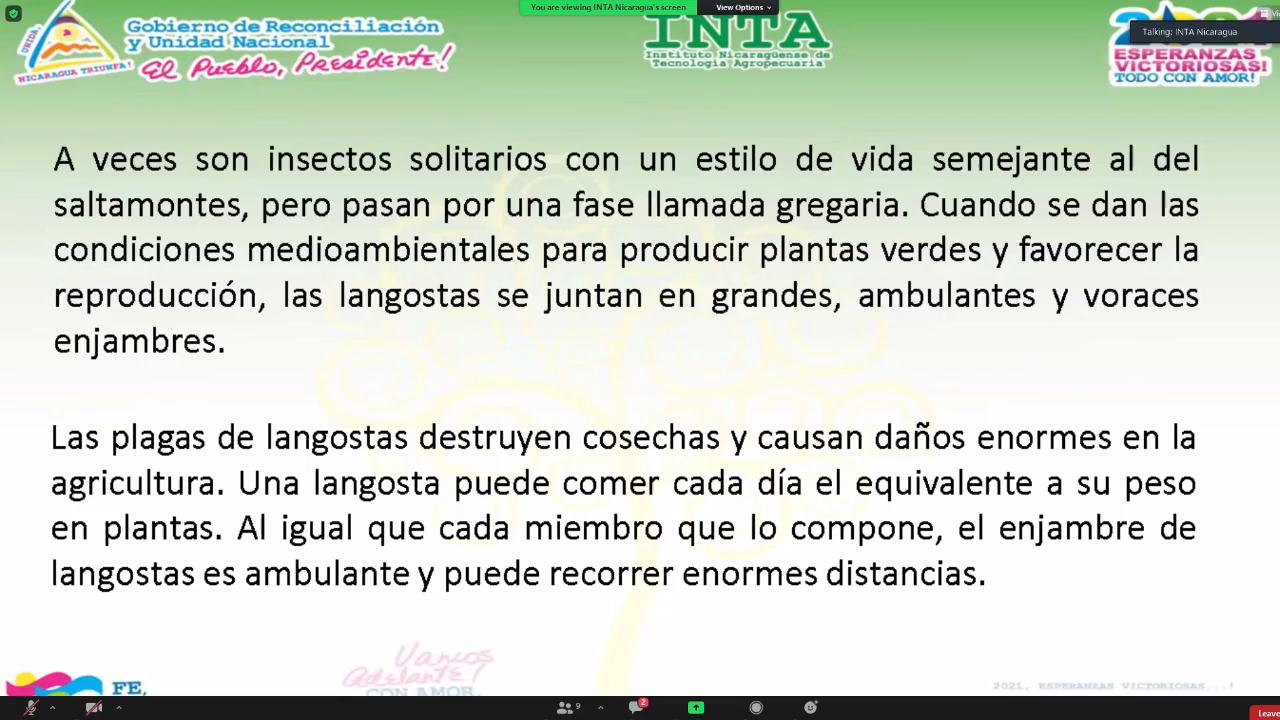 You are viewing INTA Nicaragua's screen
View Options
Talking: INTA Nicaragua
UNIDA,
NICARAGUA TRIUNFA!
Gobierno de Reconciliación
y Unidad Nacional
El Pueblo, Presidente!
INTA
Instituto Nicaragüense de
Tecnología Agropecuaria
ESPERANZAS
VICTORIOSAS!
TODO CON AMOR!
A veces son insectos solitarios con un estilo de vida semejante al del
saltamontes, pero pasan por una fase llamada gregaria. Cuando se dan las
condiciones medioambientales para producir plantas verdes y favorecer la
reproducción, las langostas se juntan en grandes, ambulantes y voraces
enjambres.
Las plagas de langostas destruyen cosechas y causan daños enormes en la
agricultura. Una langosta puede comer cada día el equivalente a su peso
en plantas. Al igual que cada miembro que lo compone, el enjambre de
langostas es ambulante y puede recorrer enormes distancias.
Vamos
Adelante!
CON AMOR,
FE,
2021, ESPERANZAS VICTORIOSAS...!
9
2
Leave